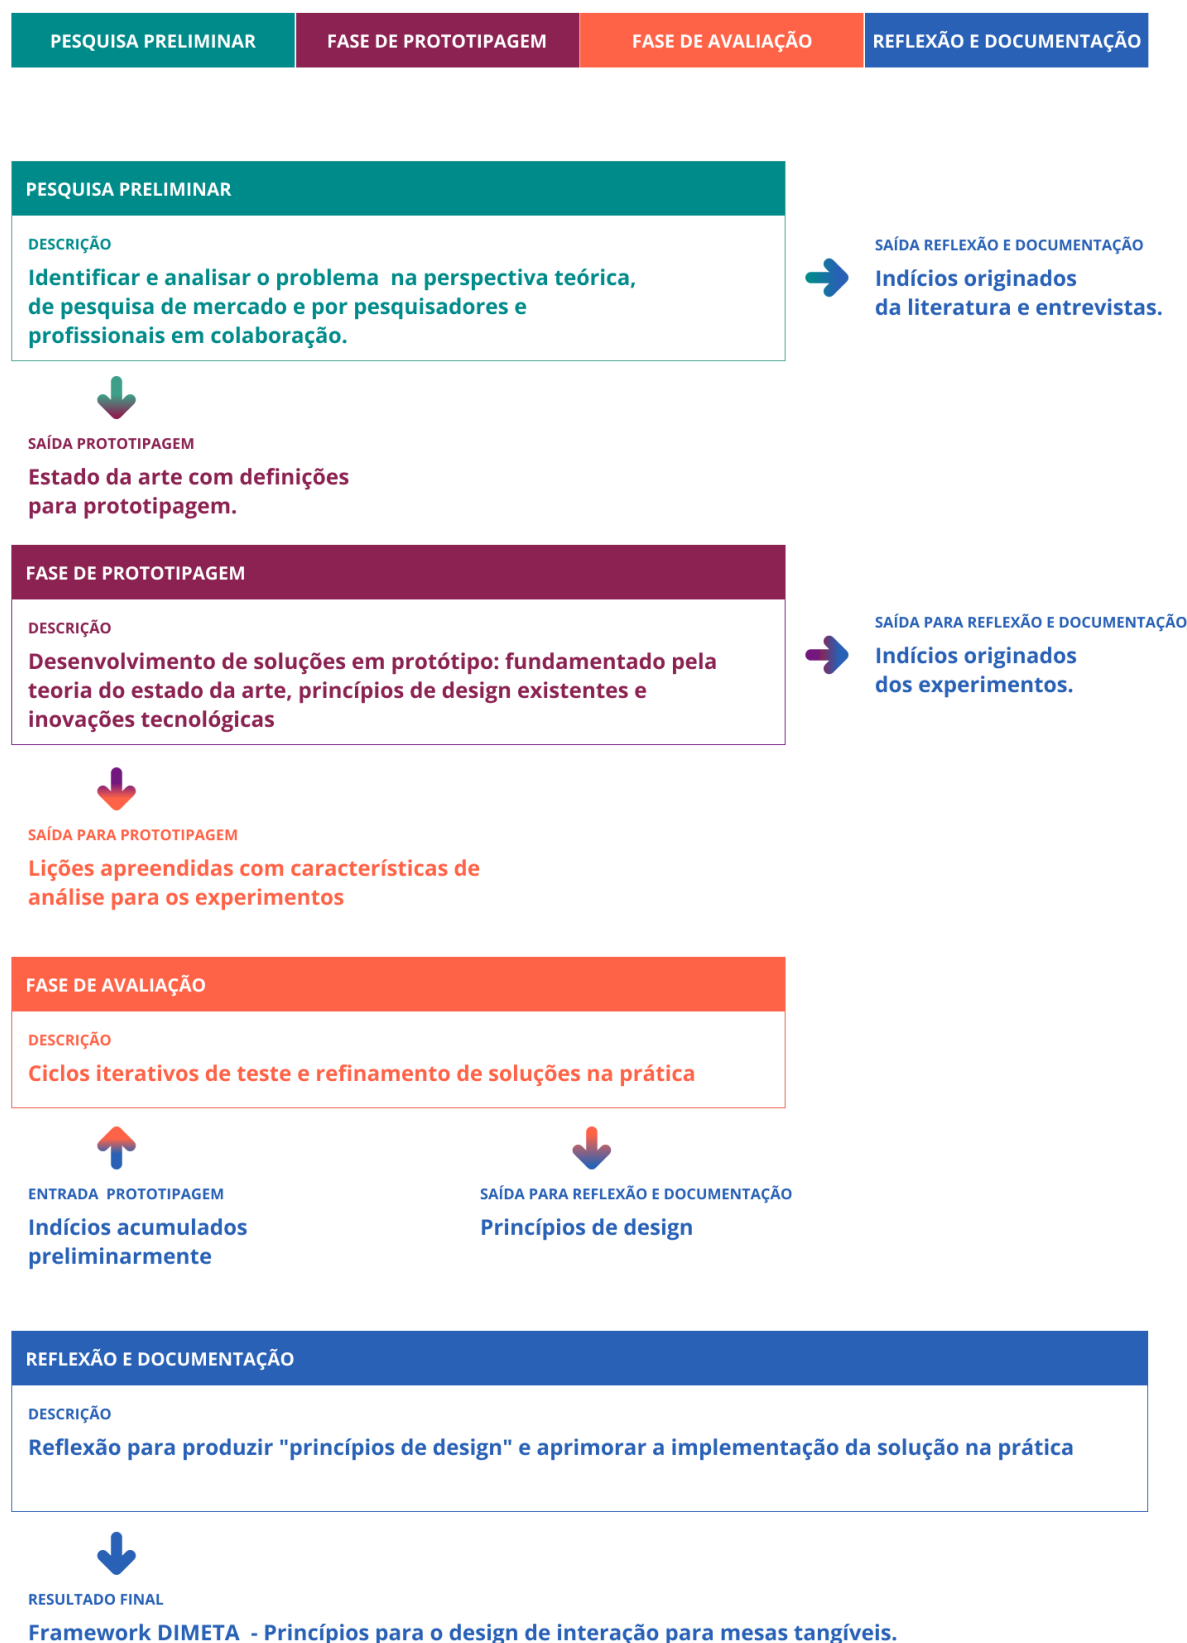 PESQUISA PRELIMINAR
FASE DE PROTOTIPAGEM
FASE DE AVALIAÇÃO
REFLEXÃO E DOCUMENTAÇÃO
PESQUISA PRELIMINAR
DESCRIÇÃO
Identificar e analisar o problema  na perspectiva teórica,
de pesquisa de mercado e por pesquisadores e
profissionais em colaboração.
SAÍDA REFLEXÃO E DOCUMENTAÇÃO
Indícios originados
da literatura e entrevistas.
SAÍDA PROTOTIPAGEM
Estado da arte com definições
para prototipagem.
FASE DE PROTOTIPAGEM
DESCRIÇÃO
Desenvolvimento de soluções em protótipo: fundamentado pela
teoria do estado da arte, princípios de design existentes e
inovações tecnológicas
SAÍDA PARA REFLEXÃO E DOCUMENTAÇÃO
Indícios originados
dos experimentos.
SAÍDA PARA PROTOTIPAGEM
Lições apreendidas com características de
análise para os experimentos
FASE DE AVALIAÇÃO
DESCRIÇÃO
Ciclos iterativos de teste e refinamento de soluções na prática
ENTRADA  PROTOTIPAGEM
Indícios acumulados
preliminarmente
SAÍDA PARA REFLEXÃO E DOCUMENTAÇÃO
Princípios de design
REFLEXÃO E DOCUMENTAÇÃO
DESCRIÇÃO
Reflexão para produzir "princípios de design" e aprimorar a implementação da solução na prática
RESULTADO FINAL
Framework DIMETA  - Princípios para o design de interação para mesas tangíveis.